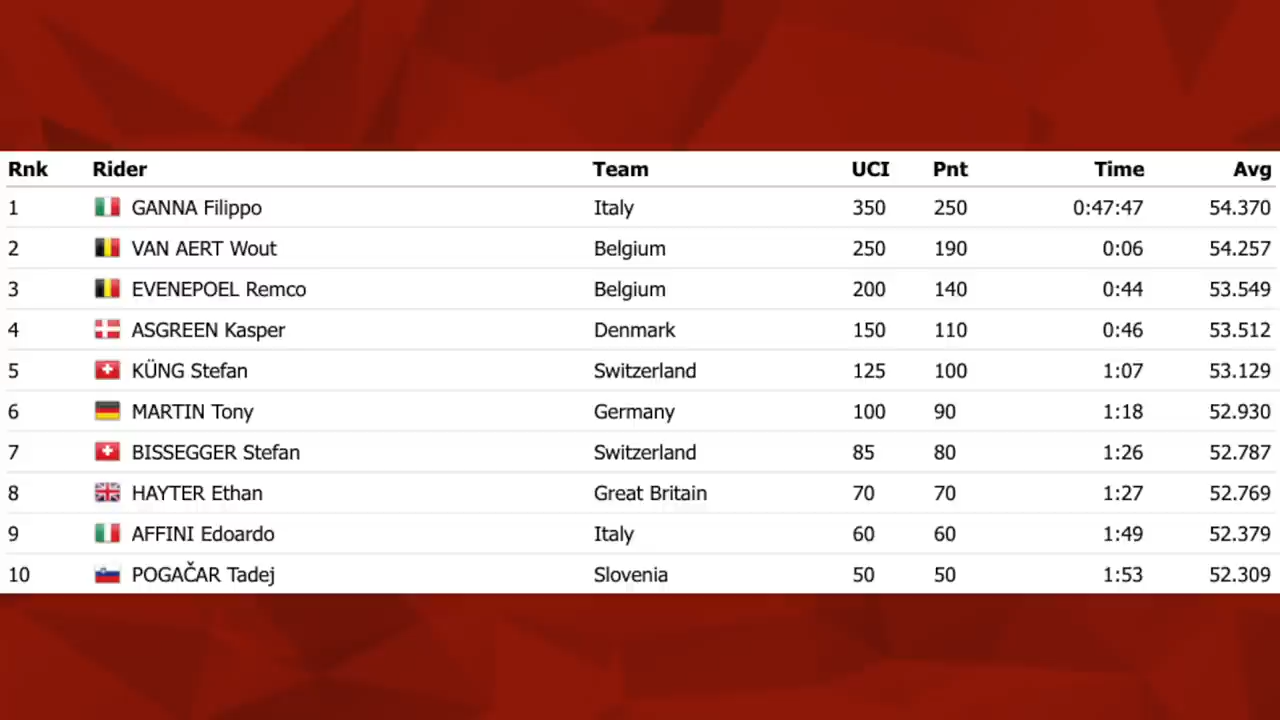 Rnk Rider Team UCI Pnt Time Avg
1 GANNA Filippo Italy 350 250 0:47:47 54.370
2 VAN AERT Wout Belgium 250 190 0:06 54.257
3 EVENEPOEL Remco Belgium 200 140 0:44 53.549
4 ASGREEN Kasper Denmark 150 110 0:46 53.512
5 KÜNG Stefan Switzerland 125 100 1:07 53.129
6 MARTIN Tony Germany 100 90 1:18 52.930
7 BISSEGGER Stefan Switzerland 85 80 1:26 52.787
8 HAYTER Ethan Great Britain 70 70 1:27 52.769
9 AFFINI Edoardo Italy 60 60 1:49 52.379
10 POGAČAR Tadej Slovenia 50 50 1:53 52.309